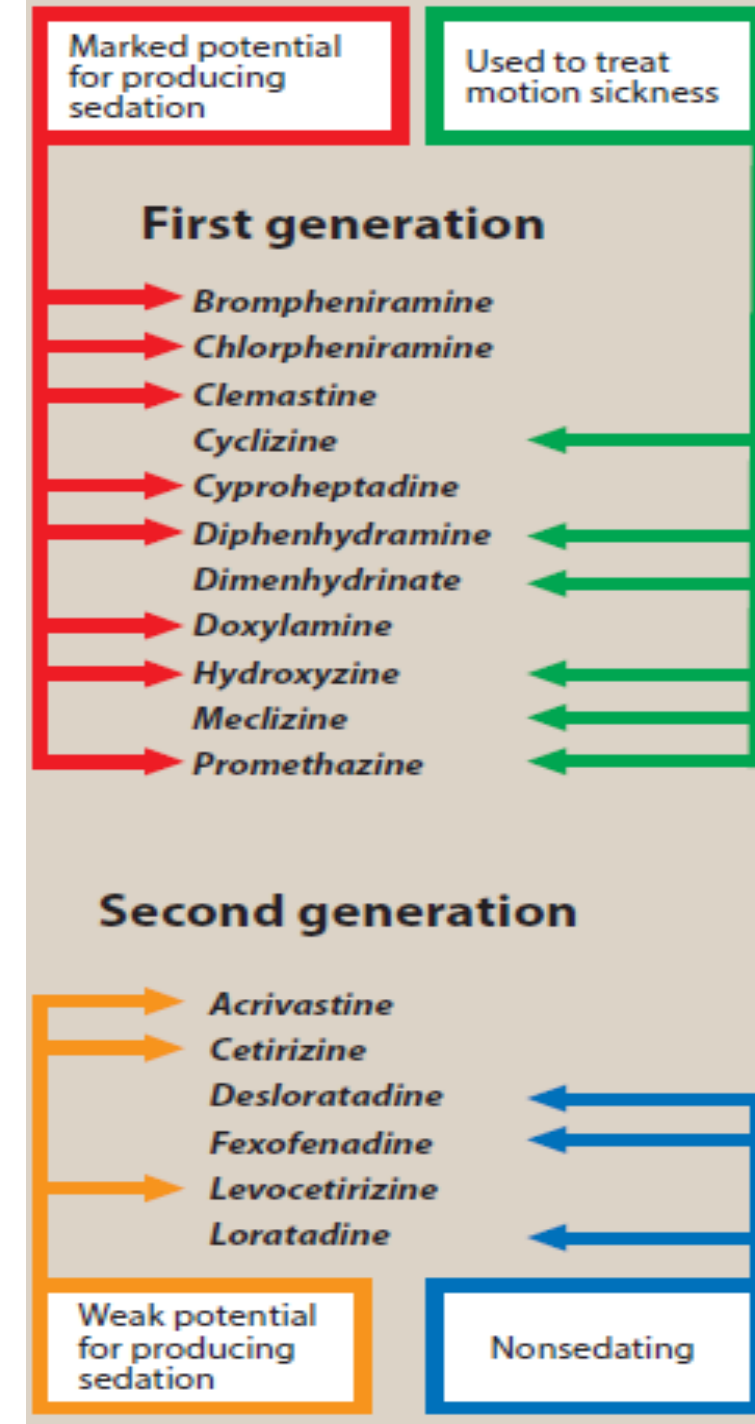 Marked potential
for producing
sedation
Used to treat
motion sickness
First generation
Brompheniramine
Chlorpheniramine
Clemastine
Cyclizine
Cyproheptadine
Diphenhydramine
Dimenhydrinate
Doxylamine
Hydroxyzine
Meclizine
Promethazine
Second generation
Acrivastine
Cetirizine
Desloratadine
Fexofenadine
Levocetirizine
Loratadine
Weak potential
for producing
sedation
Nonsedating